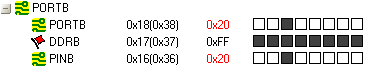 PORTB
PORTB 0x18(0x38) 0x20
DDRB 0x17(0x37) 0xFF
PINB 0x16(0x36) 0x20